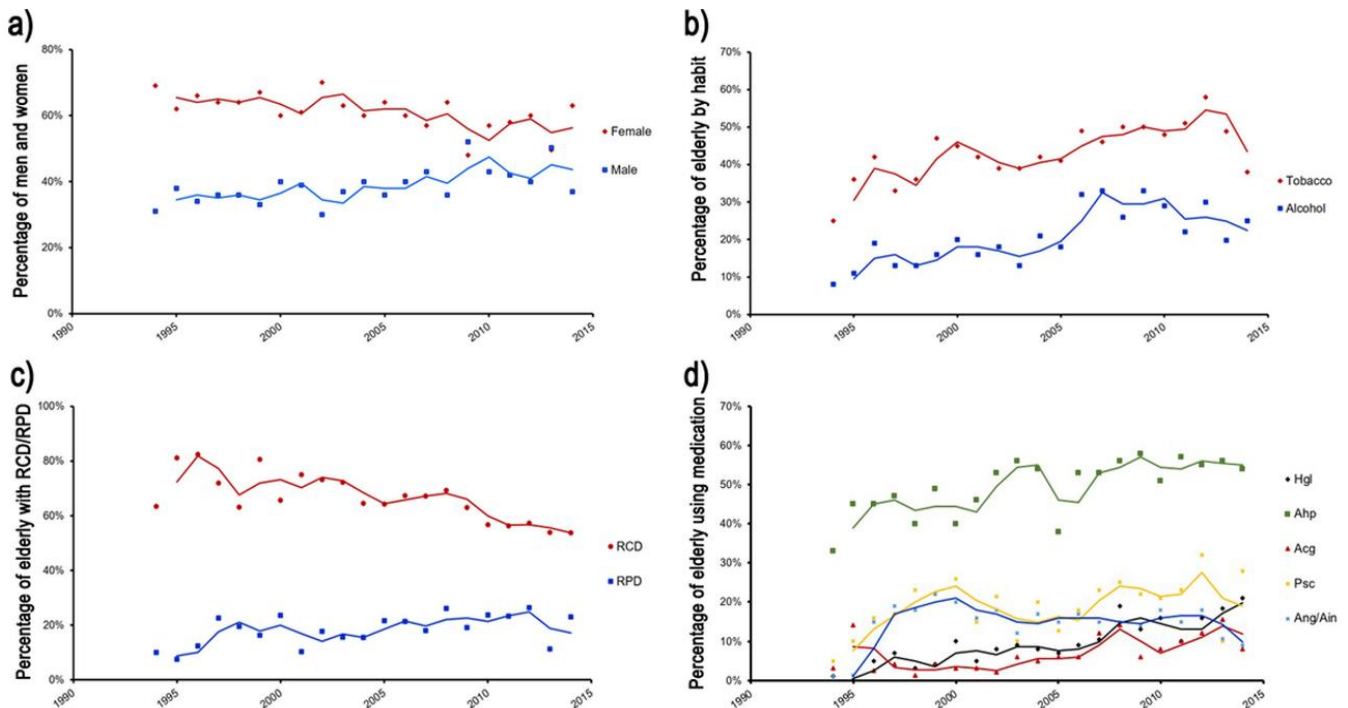 a)
Percentage of men and women
80%
60%
40%
20%
0%
1990
1995
2000
2005
2010
2015
Female
Male
b)
Percentage of elderly by habit
70%
60%
50%
40%
30%
20%
10%
0%
1990
1995
2000
2005
2010
2015
Tobacco
Alcohol
c)
Percentage of elderly with RCD/RPD
100%
80%
60%
40%
20%
0%
1990
1995
2000
2005
2010
2015
RCD
RPD
d)
Percentage of elderly using medication
70%
60%
50%
40%
30%
20%
10%
0%
1990
1995
2000
2005
2010
2015
Hgl
Ahp
Acg
Psc
Ang/Ain